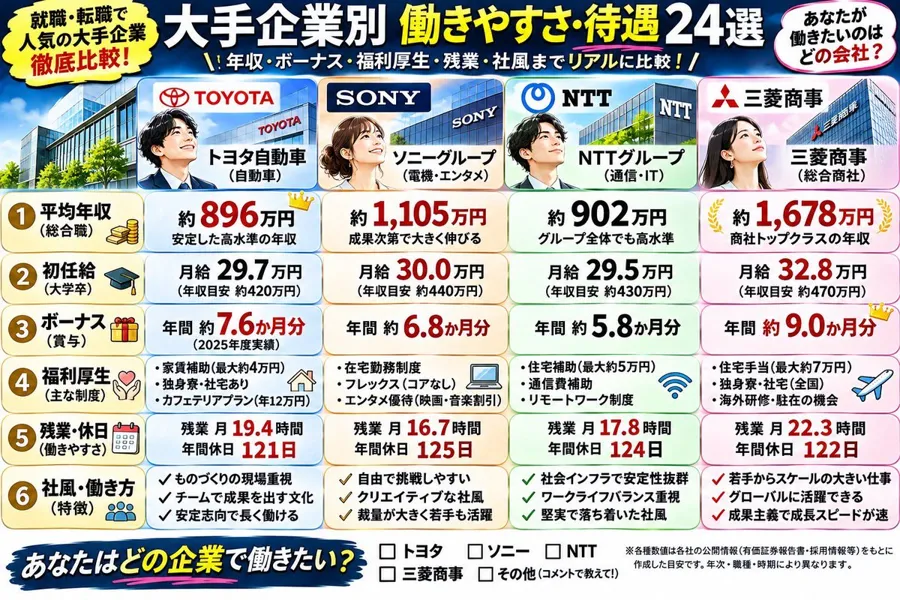 就職・転職で
人気の大手企業
徹底比較!
大手企業別 働きやすさ・待遇24選
年収・ボーナス・福利厚生・残業・社風までリアルに比較!
あなたが
働きたいのは
どの会社?
TOYOTA
TOYOTA
トヨタ自動車
(自動車)
SONY
SONY
ソニーグループ
(電機・エンタメ)
NTT
NTT
NTTグループ
(通信・IT)
三菱商事
三菱商事
三菱商事
(総合商社)
1 平均年収
(総合職)
約896万円
安定した高水準の年収
約1,105万円
成果次第で大きく伸びる
約902万円
グループ全体でも高水準
約1,678万円
商社トップクラスの年収
2 初任給
(大学卒)
月給 29.7万円
(年収目安 約420万円)
月給 30.0万円
(年収目安 約440万円)
月給 29.5万円
(年収目安 約430万円)
月給 32.8万円
(年収目安 約470万円)
3 ボーナス
(賞与)
年間 約7.6か月分
(2025年度実績)
年間 約6.8か月分
年間 約5.8か月分
年間 約9.0か月分
4 福利厚生
(主な制度)
・家賃補助(最大約4万円)
・独身寮・社宅あり
・カフェテリアプラン(年12万円)
・在宅勤務制度
・フレックス(コアなし)
・エンタメ優待(映画・音楽割引)
・住宅補助(最大約5万円)
・通信費補助
・リモートワーク制度
・住宅手当(最大約7万円)
・独身寮・社宅(全国)
・海外研修・駐在の機会
5 残業・休日
(働きやすさ)
残業 月19.4時間
年間休日 121日
残業 月16.7時間
年間休日 125日
残業 月17.8時間
年間休日 124日
残業 月22.3時間
年間休日 122日
6 社風・働き方
(特徴)
✓ ものづくりの現場重視
✓ チームで成果を出す文化
✓ 安定志向で長く働ける
✓ 自由で挑戦しやすい
✓ クリエイティブな社風
✓ 裁量が大きく若手も活躍
✓ 社会インフラで安定性抜群
✓ ワークライフバランス重視
✓ 堅実で落ち着いた社風
✓ 若手からスケールの大きい仕事
✓ グローバルに活躍できる
✓ 成果主義で成長スピードが速
あなたはどの企業で働きたい?
□ トヨタ □ ソニー □ NTT
□ 三菱商事 □ その他(コメントで教えて!)
※各種数値は各社の公開情報(有価証券報告書・採用情報等)をもとに
作成した目安です。年次・職種・時期により異なります。